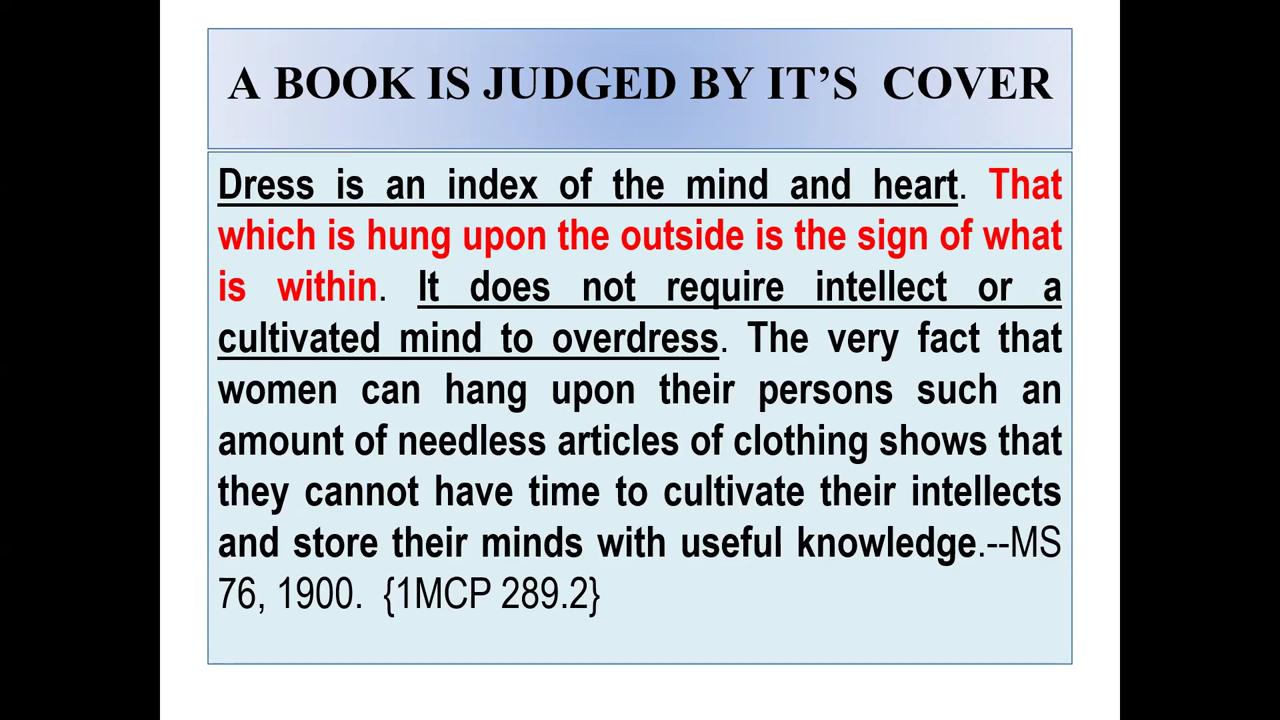 A BOOK IS JUDGED BY IT’S COVER
Dress is an index of the mind and heart. That
which is hung upon the outside is the sign of what
is within. It does not require intellect or a
cultivated mind to overdress. The very fact that
women can hang upon their persons such an
amount of needless articles of clothing shows that
they cannot have time to cultivate their intellects
and store their minds with useful knowledge.--MS
76, 1900. {1MCP 289.2}